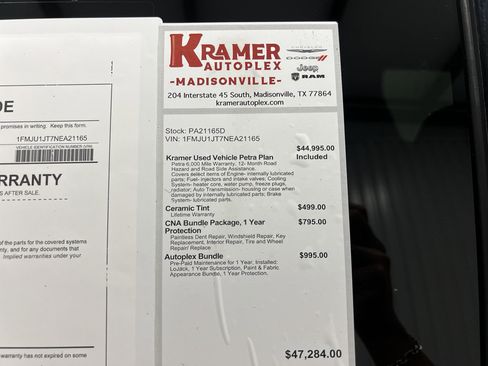 DE
promises in writing. Keep this form.
1FMJU1JT7NEA21165
VEHICLE IDENTIFICATION NUMBER (VIN)
ARRANTY
S AFTER SALE.
of the parts for the covered systems
anty, and for any documents that
Implied warranties under your
warranty has not expired on some
KRAMER
AUTOPLEX
-MADISONVILLE-
CHRYSLER
DODGE
Jeep
RAM
204 Interstate 45 South, Madisonville, TX 77864
kramerautoplex.com
Stock: PA21165D
VIN: 1FMJU1JT7NEA21165
$44,995.00
Kramer Used Vehicle Petra Plan Included
Petra 6,000 Mile Warranty, 12- Month Road
Hazard and Road Side Assistance.
Covers select items of Engine- internally lubricated
parts; Fuel- injectors and intake valves; Cooling
System- heater core, water pump, freeze plugs,
radiator; Auto Transmission- housing or case when
damaged by internally lubricated parts; Brake
System- lubricated parts.
Ceramic Tint $499.00
Lifetime Warranty
CNA Bundle Package, 1 Year $795.00
Protection
Paintless Dent Repair, Windshield Repair, Key
Replacement, Interior Repair, Tire and Wheel
Repair/ Replace
Autoplex Bundle $995.00
Pre-Paid Maintenance for 1 Year, Installed:
LoJack, 1 Year Subscription, Paint & Fabric
Appearance Bundle, 1 Year Protection.
$47,284.00